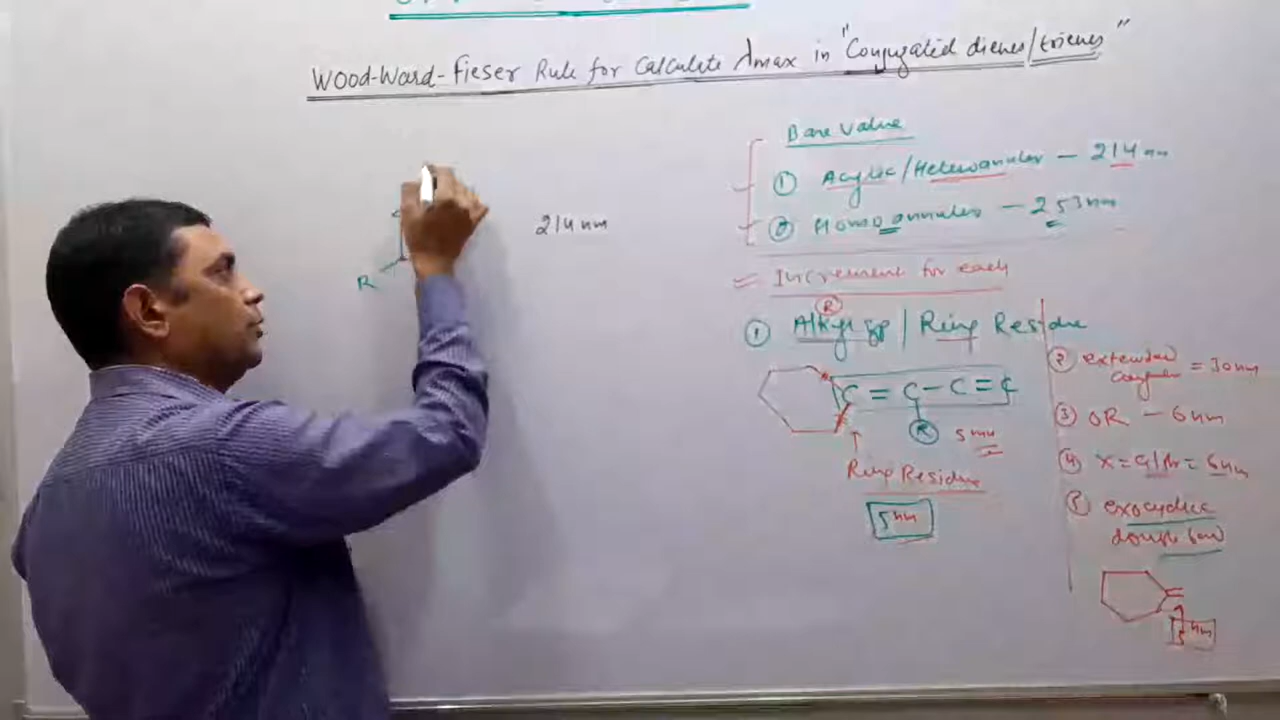 Wood-Ward-Fieser Rule for Calculate λmax in "Conjugated dienes/trienes"
Base Value
① Acyclic/Heteroannular — 214 nm
② Homoannular — 253 nm
= Increment for each
R
① Alkyl gp | Ring Residue
C = C - C = C
R
5 nm
Ring Residue
5 nm
② extended
= 30 nm
③ OR — 6 nm
④ X = Cl/Br = 6 nm
⑤ exocyclic
double bond
5 nm
214 nm
R